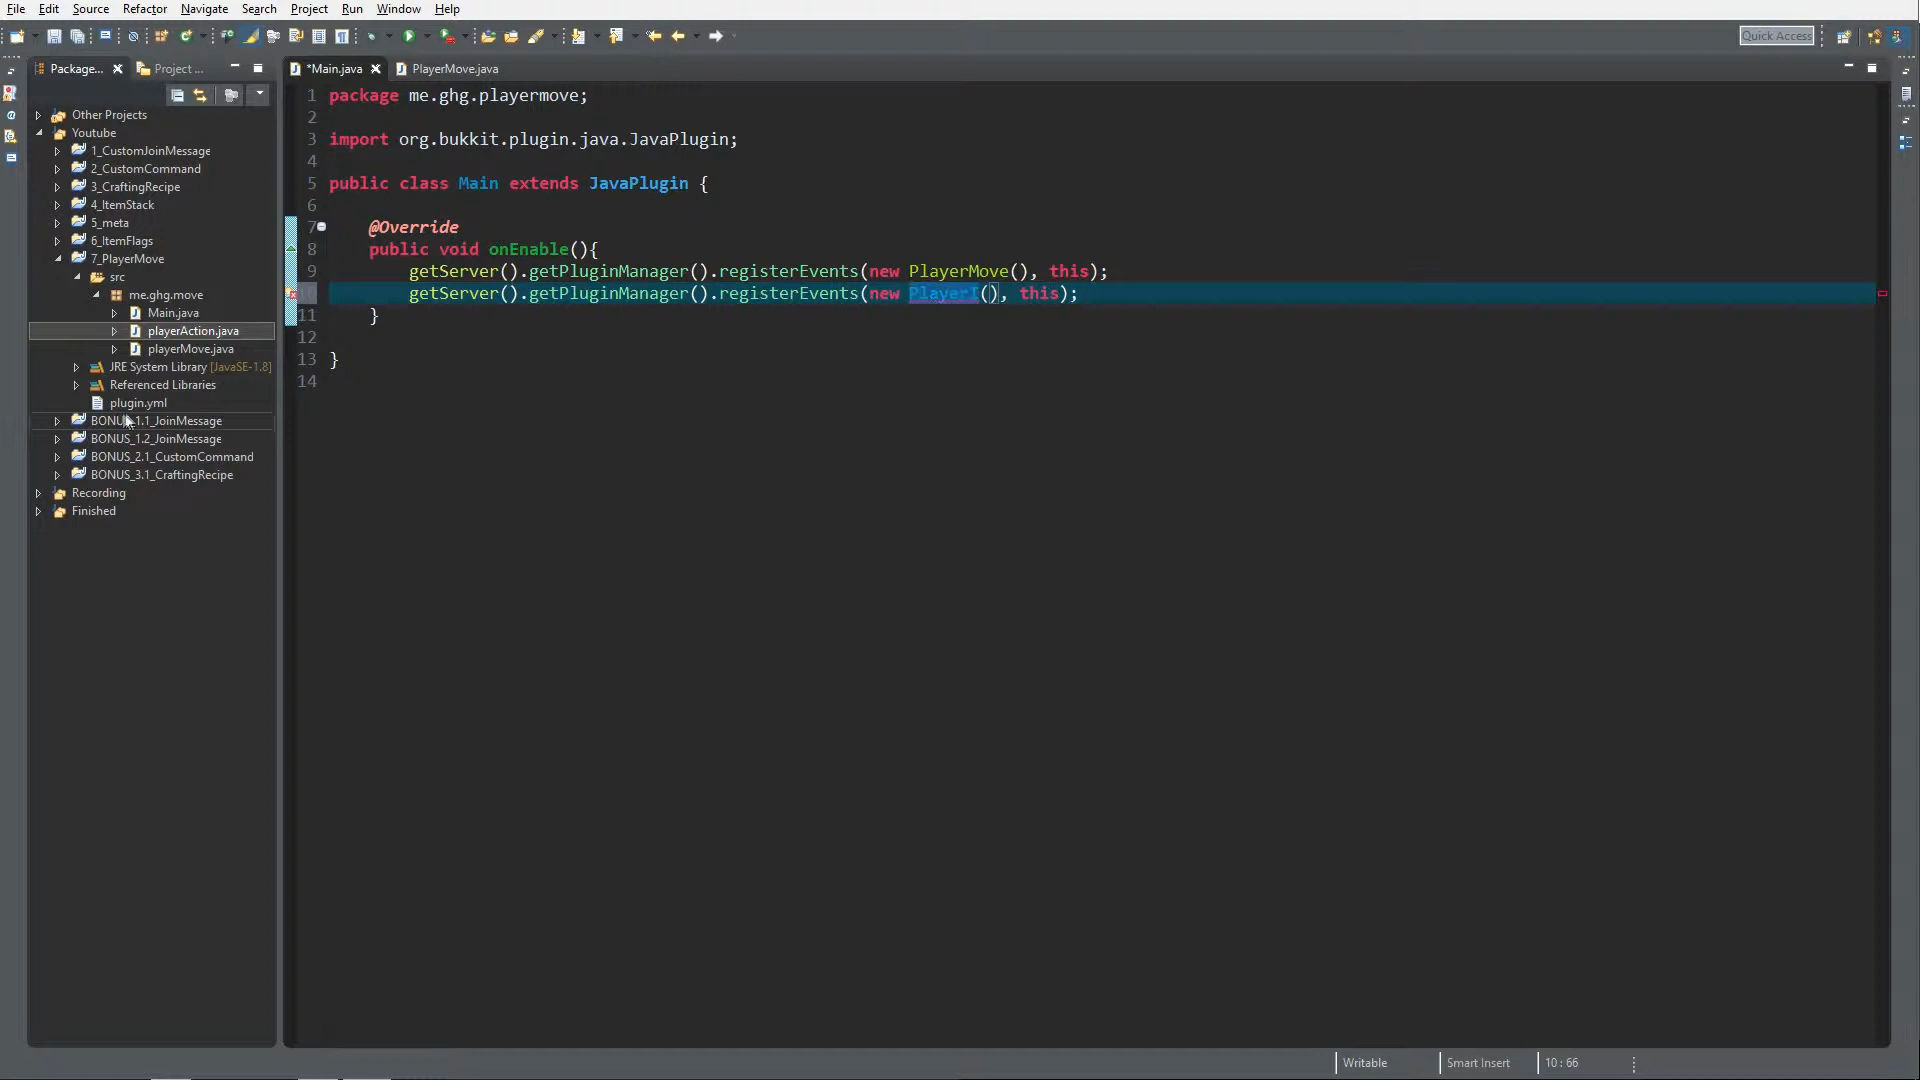 File Edit Source Refactor Navigate Search Project Run Window Help
Quick Access
Package... Project ...
*Main.java PlayerMove.java
Other Projects
Youtube
1_CustomJoinMessage
2_CustomCommand
3_CraftingRecipe
4_ItemStack
5_meta
6_ItemFlags
7_PlayerMove
src
me.ghg.move
Main.java
playerAction.java
playerMove.java
JRE System Library [JavaSE-1.8]
Referenced Libraries
plugin.yml
BONUS_1.1_JoinMessage
BONUS_1.2_JoinMessage
BONUS_2.1_CustomCommand
BONUS_3.1_CraftingRecipe
Recording
Finished
1 package me.ghg.playermove;
2
3 import org.bukkit.plugin.java.JavaPlugin;
4
5 public class Main extends JavaPlugin {
6
7 @Override
8 public void onEnable(){
9 getServer().getPluginManager().registerEvents(new PlayerMove(), this);
getServer().getPluginManager().registerEvents(new PlayerI(), this);
11 }
12
13 }
14
Writable Smart Insert 10 : 66